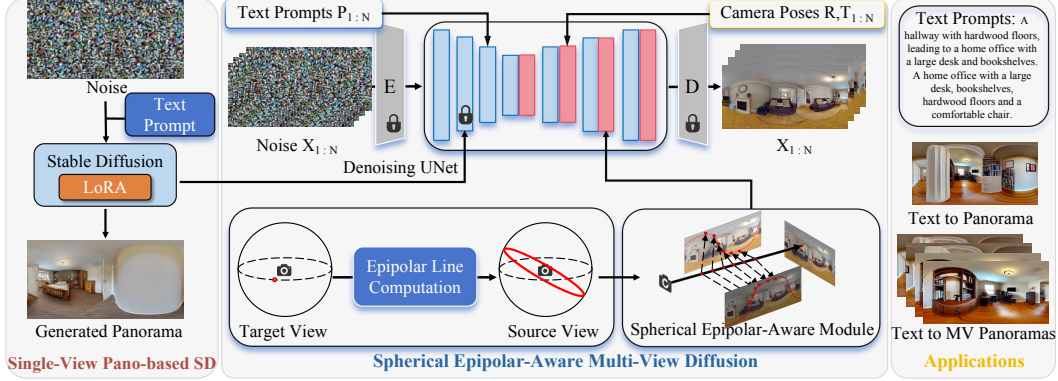 Noise
Text
Prompt
Stable Diffusion
LoRA
Generated Panorama
Single-View Pano-based SD
Text Prompts P1 : N
Camera Poses R,T1 : N
E
D
Noise X1 : N
X1 : N
Denoising UNet
Epipolar Line
Computation
Target View
Source View
Spherical Epipolar-Aware Module
Spherical Epipolar-Aware Multi-View Diffusion
Text Prompts: A
hallway with hardwood floors,
leading to a home office with
a large desk and bookshelves.
A home office with a large
desk, bookshelves,
hardwood floors and a
comfortable chair.
Text to Panorama
Text to MV Panoramas
Applications